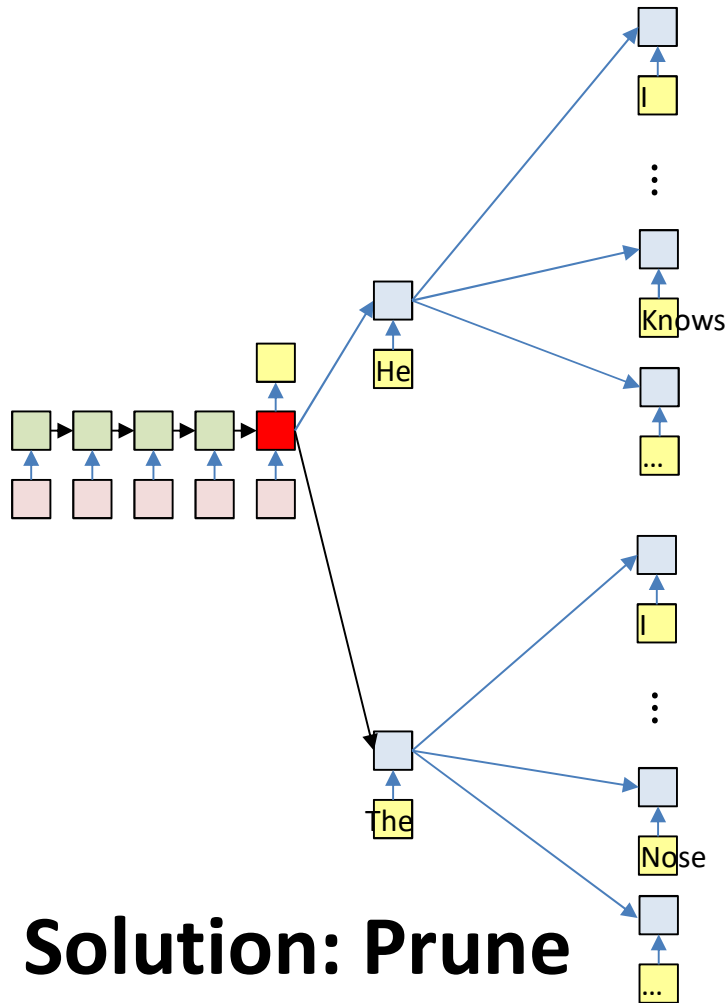 I
⋮
Knows
He
...
I
⋮
The
Nose
...
Solution: Prune